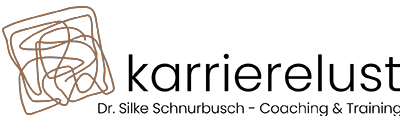 karrierelust
Dr. Silke Schnurbusch - Coaching & Training